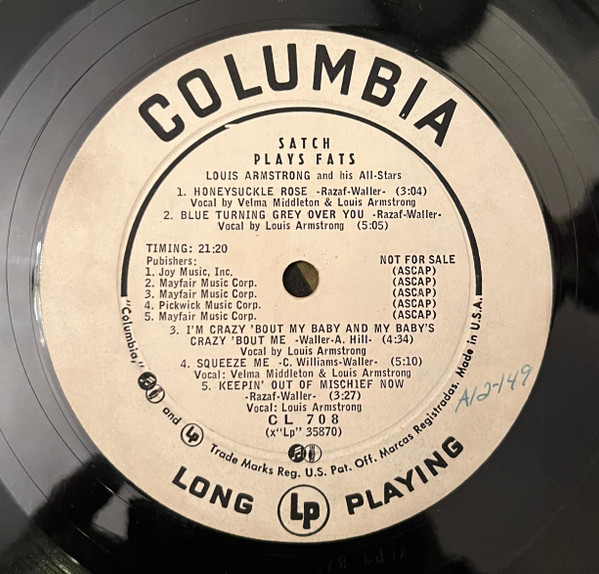 COLUMBIA
SATCH
PLAYS FATS
LOUIS ARMSTRONG and his All-Stars
1. HONEYSUCKLE ROSE -Razaf-Waller- (3:04)
Vocal by Velma Middleton & Louis Armstrong
2. BLUE TURNING GREY OVER YOU -Razaf-Waller-
Vocal by Louis Armstrong (5:05)
TIMING: 21:20
Pubishers; NOT FOR SALE
1. Joy Music, Inc. (ASCAP)
2. Mayfair Music Corp. (ASCAP)
3. Mayfair Music Corp. (ASCAP)
4. Pickwick Music Corp. (ASCAP)
5. Mayfair Music Corp. (ASCAP)
3. I'M CRAZY 'BOUT MY BABY AND MY BABY'S
CRAZY 'BOUT ME -Waller-A. Hill- (4:34)
Vocal by Louis Armstrong
4. SQUEEZE ME -C. Williams-Waller- (5:10)
Vocal: Velma Middleton & Louis Armstrong
5. KEEPIN' OUT OF MISCHIEF NOW
-Razaf-Waller- (3:27)
Vocal: Louis Armstrong
CL 708
(x"Lp" 35870)
"Columbia," and Lp Trade Marks Reg. U.S. Pat. Off. Marcas Registradas. Made in U.S.A.
A12-149
LONG Lp PLAYING